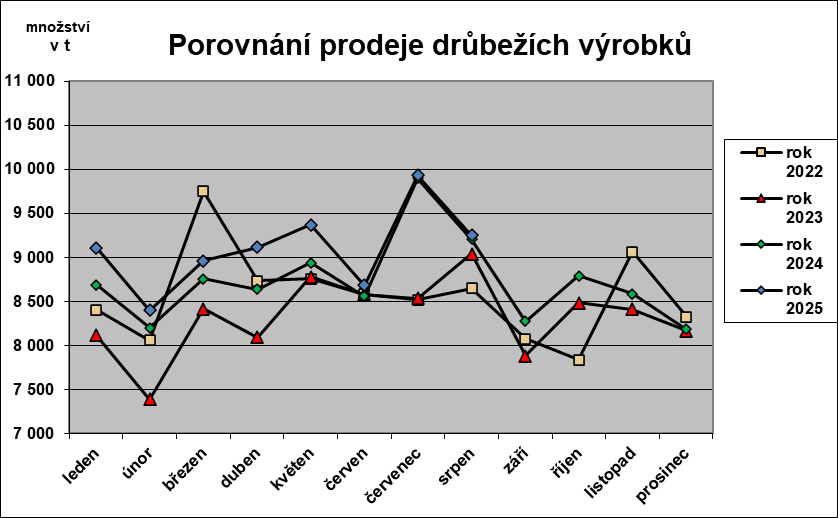 množství
v t
Porovnání prodeje drůbežích výrobků
11 000
10 500
10 000
9 500
9 000
8 500
8 000
7 500
7 000
leden
únor
březen
duben
květen
červen
červenec
srpen
září
říjen
listopad
prosinec
rok
2022
rok
2023
rok
2024
rok
2025